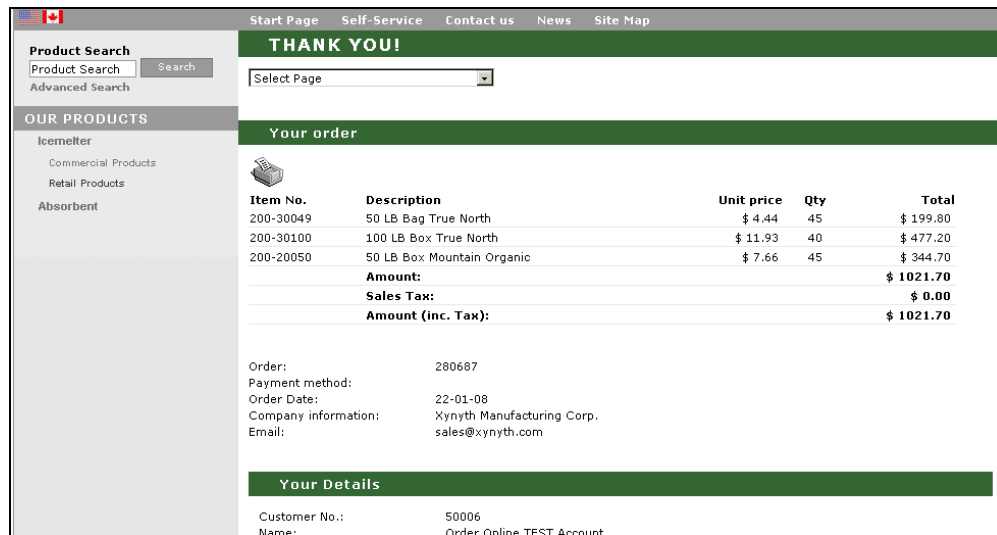 Start Page Self-Service Contact us News Site Map
Product Search
Product Search Search
Advanced Search
OUR PRODUCTS
Icemelter
Commercial Products
Retail Products
Absorbent
THANK YOU!
Select Page
Your order
Item No. Description Unit price Qty Total
200-30049 50 LB Bag True North $ 4.44 45 $ 199.80
200-30100 100 LB Box True North $ 11.93 40 $ 477.20
200-20050 50 LB Box Mountain Organic $ 7.66 45 $ 344.70
Amount: $ 1021.70
Sales Tax: $ 0.00
Amount (inc. Tax): $ 1021.70
Order: 280687
Payment method:
Order Date: 22-01-08
Company information: Xynyth Manufacturing Corp.
Email: sales@xynyth.com
Your Details
Customer No.: 50006
Name: Order Online TEST Account